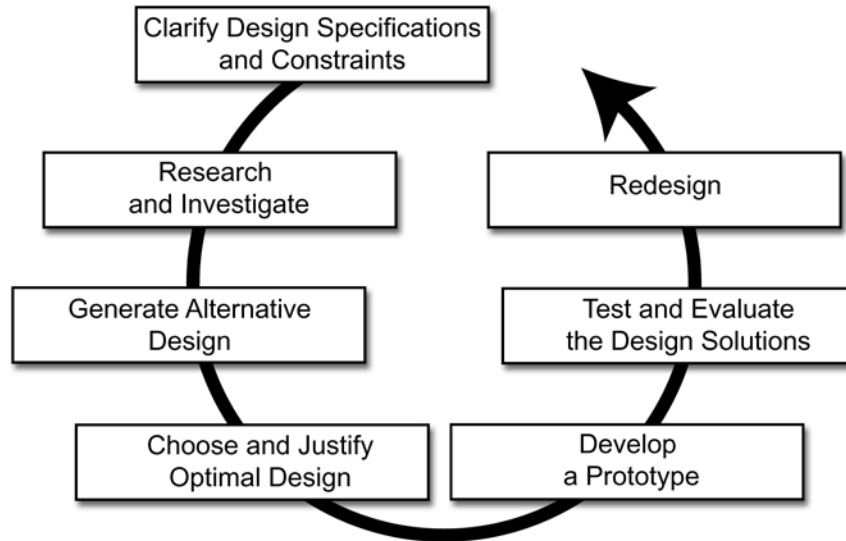 Clarify Design Specifications
and Constraints
Research
and Investigate
Generate Alternative
Design
Choose and Justify
Optimal Design
Develop
a Prototype
Test and Evaluate
the Design Solutions
Redesign